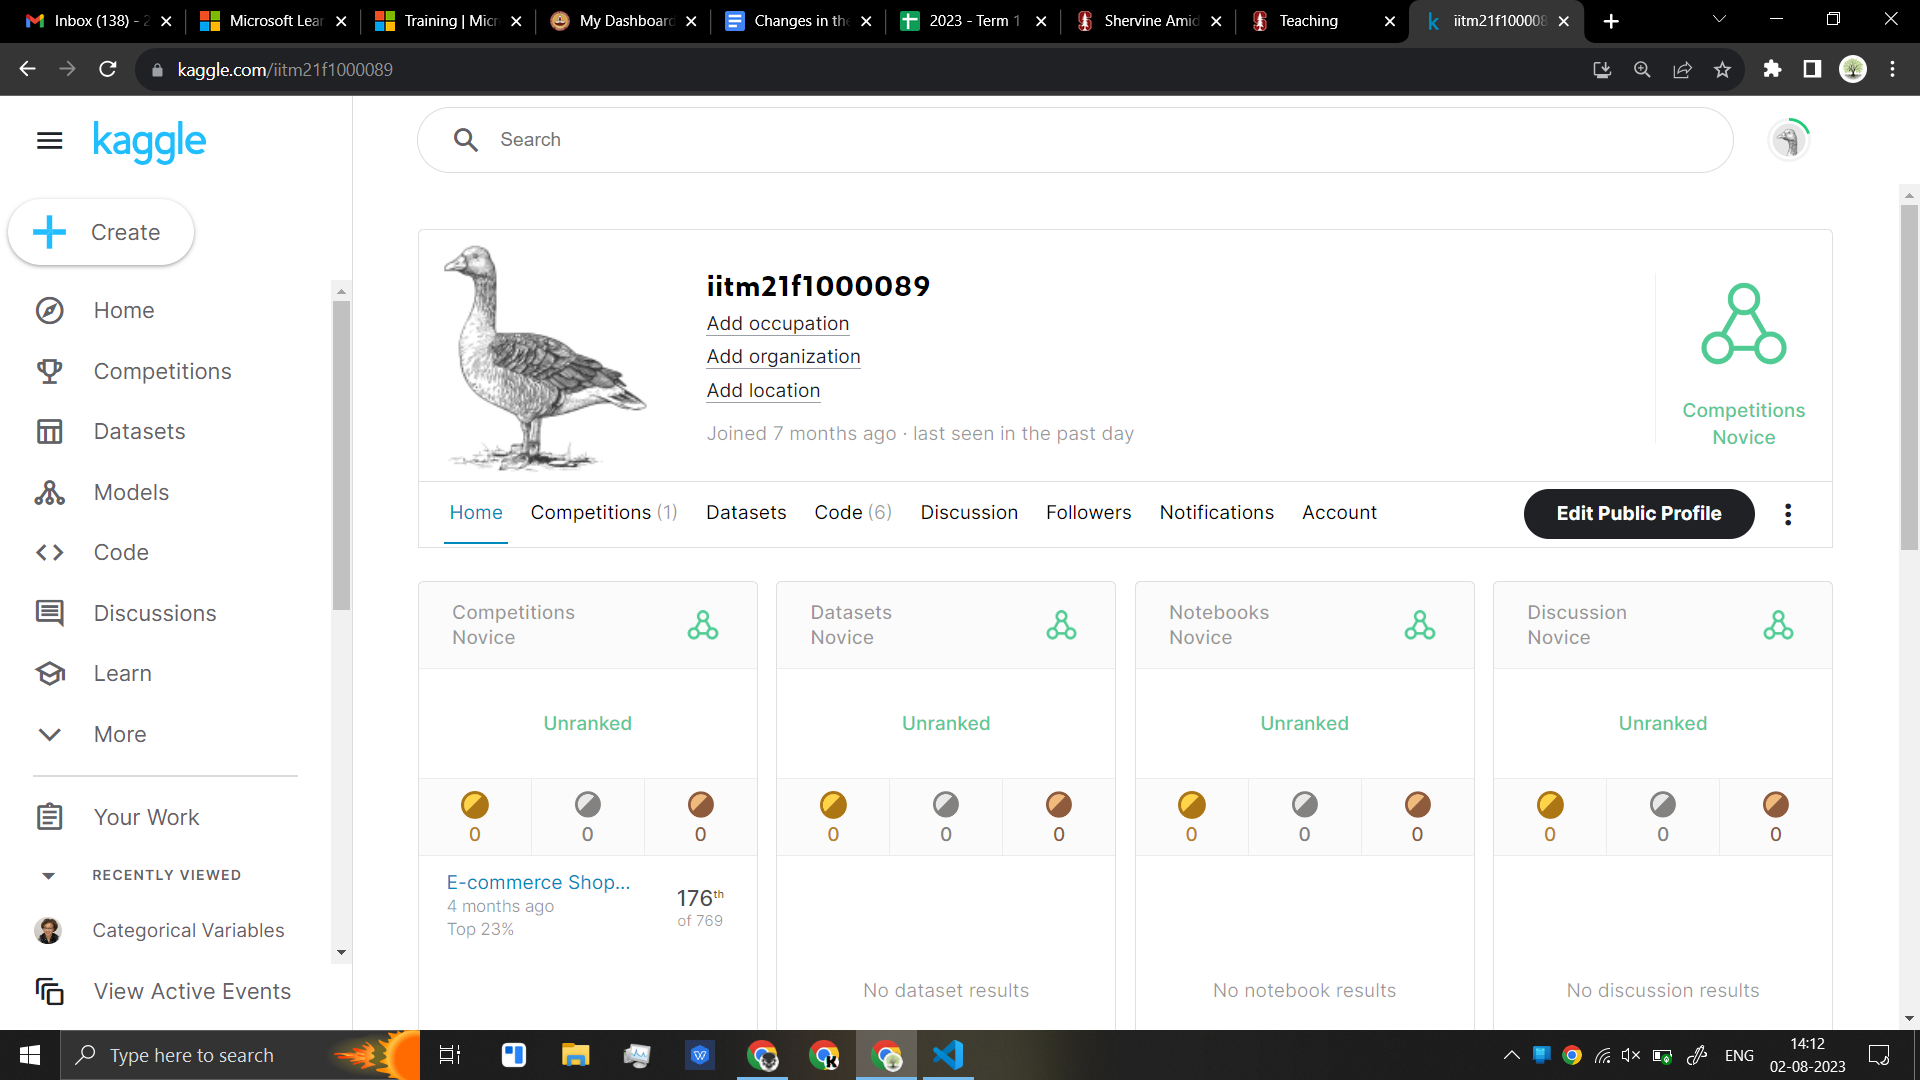 Inbox (138) - 2
Microsoft Lear
Training | Micr
My Dashboard
Changes in the
2023 - Term 1
Shervine Amid
Teaching
iitm21f1000089
kaggle.com/iitm21f1000089
kaggle
Search
Create
Home
Competitions
Datasets
Models
Code
Discussions
Learn
More
Your Work
RECENTLY VIEWED
Categorical Variables
View Active Events
iitm21f1000089
Add occupation
Add organization
Add location
Joined 7 months ago · last seen in the past day
Competitions
Novice
Home Competitions (1) Datasets Code (6) Discussion Followers Notifications Account
Edit Public Profile
Competitions
Novice
Unranked
0 0 0
E-commerce Shop...
4 months ago
Top 23%
176th
of 769
Datasets
Novice
Unranked
0 0 0
No dataset results
Notebooks
Novice
Unranked
0 0 0
No notebook results
Discussion
Novice
Unranked
0 0 0
No discussion results
Type here to search
ENG
14:12
02-08-2023